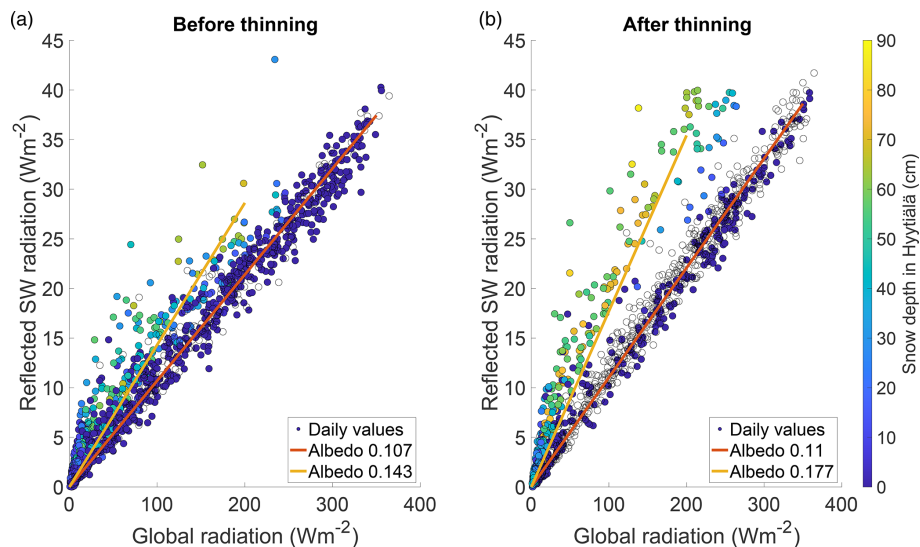 (a)
Before thinning
45
40
35
30
25
20
15
10
5
0
0
100
200
300
400
Reflected SW radiation (Wm-2)
Global radiation (Wm-2)
Daily values
Albedo 0.107
Albedo 0.143
(b)
After thinning
45
40
35
30
25
20
15
10
5
0
0
100
200
300
400
Reflected SW radiation (Wm-2)
Global radiation (Wm-2)
Daily values
Albedo 0.11
Albedo 0.177
90
80
70
60
50
40
30
20
10
0
Snow depth in Hyytiälä (cm)